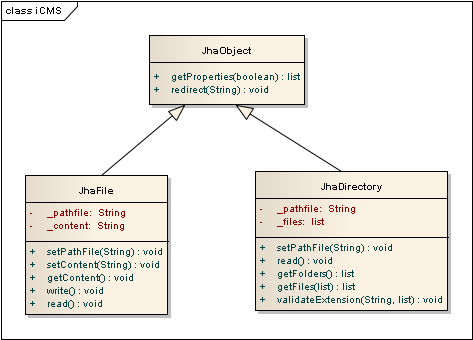 class iCMS
JhaObject
+ getProperties(boolean) : list
+ redirect(String) : void
JhaFile
- _pathfile: String
- _content: String
+ setPathFile(String) : void
+ setContent(String) : void
+ getContent() : void
+ write() : void
+ read() : void
JhaDirectory
- _pathfile: String
- _files: list
+ setPathFile(String) : void
+ read() : void
+ getFolders() : list
+ getFiles(list) : list
+ validateExtension(String, list) : void